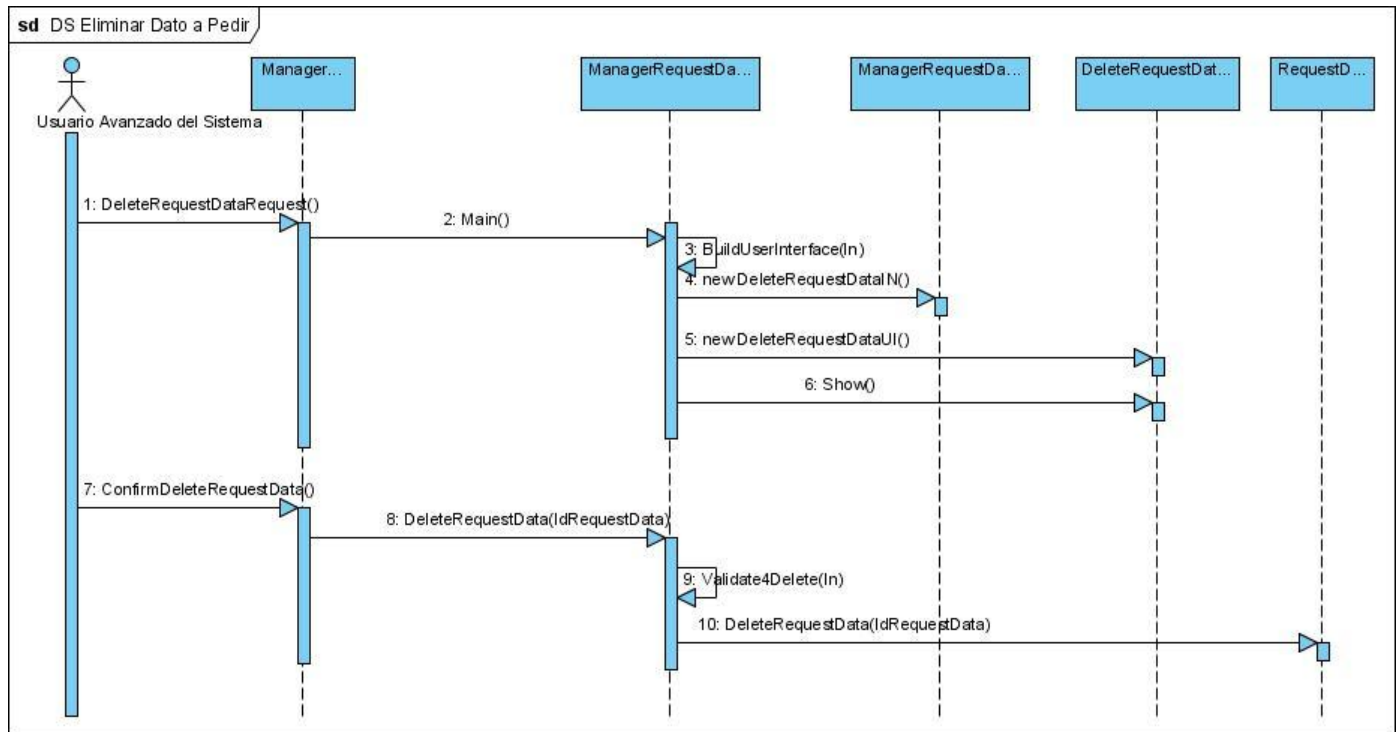 sd DS Eliminar Dato a Pedir
Manager...
ManagerRequestDa...
ManagerRequestDa...
DeleteRequestDat...
RequestD...
Usuario Avanzado del Sistema
1: DeleteRequestDataRequest()
2: Main()
3: BuildUserInterface(In)
4: newDeleteRequestDataIN()
5: newDeleteRequestDataUI()
6: Show()
7: ConfirmDeleteRequestData()
8: DeleteRequestData(IdRequestData)
9: Validate4Delete(In)
10: DeleteRequestData(IdRequestData)